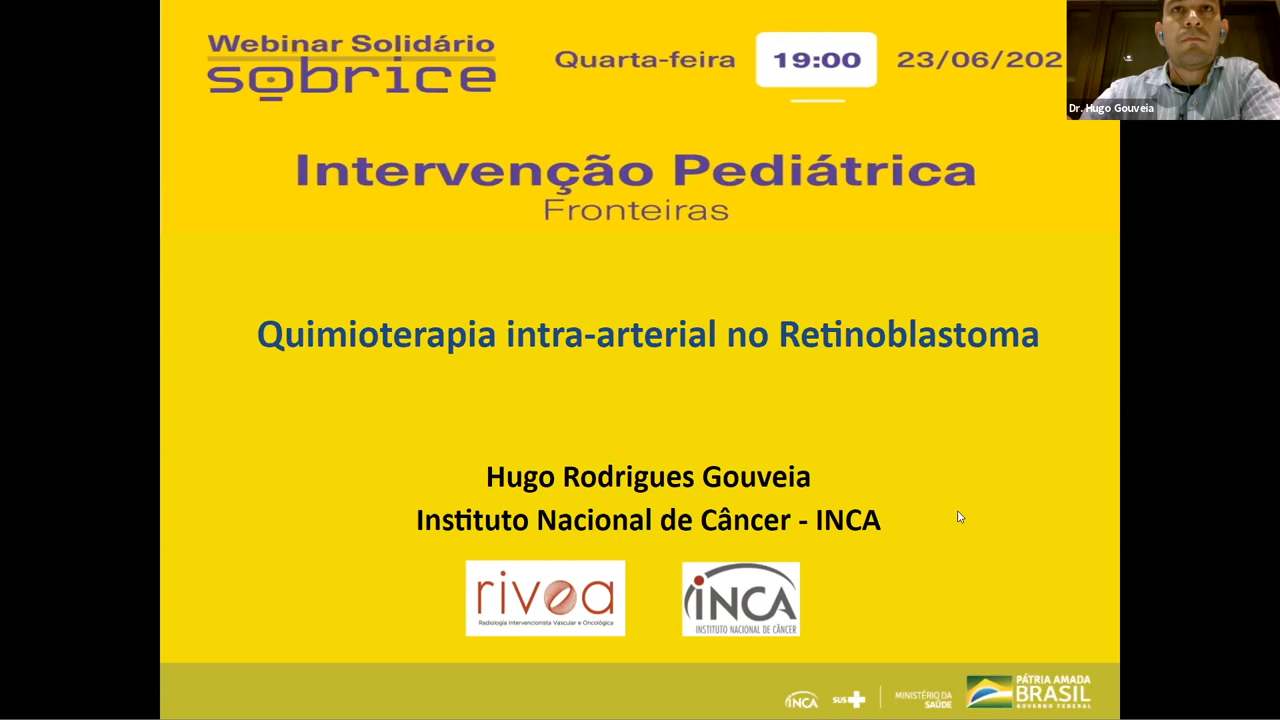 Webinar Solidário
sobrice
Quarta-feira 19:00 23/06/202
Dr. Hugo Gouveia
Intervenção Pediátrica
Fronteiras
Quimioterapia intra-arterial no Retinoblastoma
Hugo Rodrigues Gouveia
Instituto Nacional de Câncer - INCA
rivoa
Radiologia Intervencionista Vascular e Oncológica
INCA
INSTITUTO NACIONAL DE CÂNCER
INCA
SUS
MINISTÉRIO DA
SAÚDE
PÁTRIA AMADA
BRASIL
GOVERNO FEDERAL